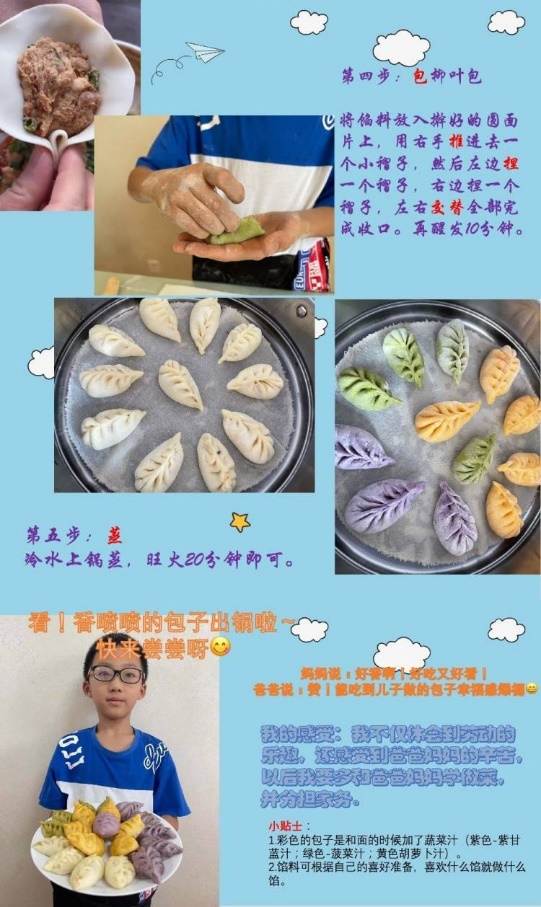 第四步：包柳叶包
将馅料放入擀好的圆面
片上，用右手推进去一
个小褶子，然后左边捏
一个褶子，右边捏一个
褶子，左右交替全部完
成收口。再醒发10分钟。
第五步：蒸
冷水上锅蒸，旺火20分钟即可。
看！香喷喷的包子出锅啦～
快来尝尝呀😋
妈妈说：好香啊！好吃又好看！
爸爸说：赞！能吃到儿子做的包子幸福感爆棚😄
我的感受：我不仅体会到劳动的
乐趣，还感受到爸爸妈妈的辛苦，
以后我要多和爸爸妈妈学做菜，
并分担家务。
小贴士：
1.彩色的包子是和面的时候加了蔬菜汁（紫色-紫甘
蓝汁；绿色-菠菜汁；黄色胡萝卜汁）。
2.馅料可根据自己的喜好准备，喜欢什么馅就做什么
馅。